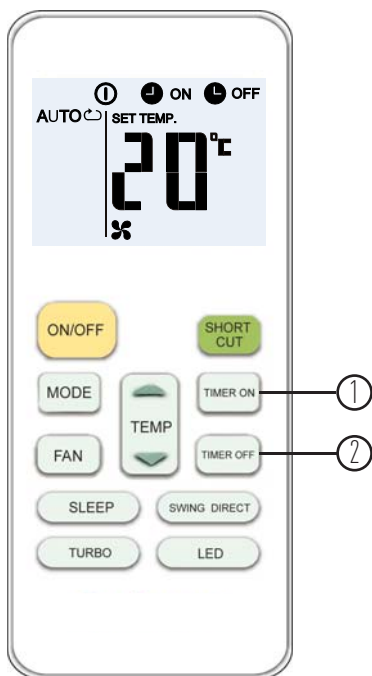 ON OFF
AUTO SET TEMP.
20°C
ON/OFF SHORT CUT
MODE TIMER ON 1
TEMP
FAN TIMER OFF 2
SLEEP SWING DIRECT
TURBO LED